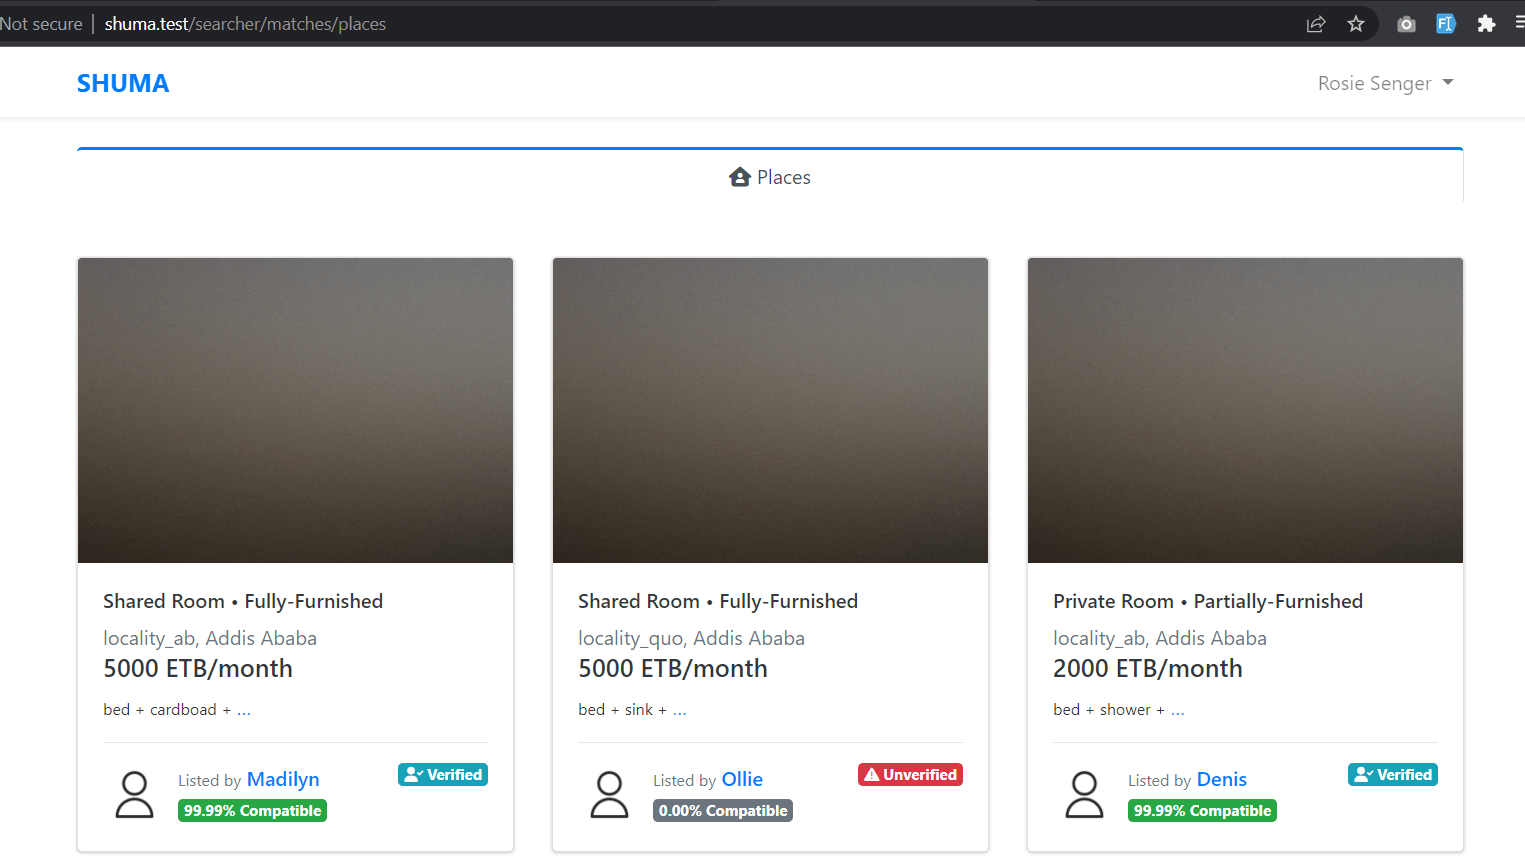 Not secure | shuma.test/searcher/matches/places
SHUMA
Rosie Senger
Places
Shared Room • Fully-Furnished
locality_ab, Addis Ababa
5000 ETB/month
bed + cardboad + ...
Listed by Madilyn
Verified
99.99% Compatible
Shared Room • Fully-Furnished
locality_quo, Addis Ababa
5000 ETB/month
bed + sink + ...
Listed by Ollie
Unverified
0.00% Compatible
Private Room • Partially-Furnished
locality_ab, Addis Ababa
2000 ETB/month
bed + shower + ...
Listed by Denis
Verified
99.99% Compatible